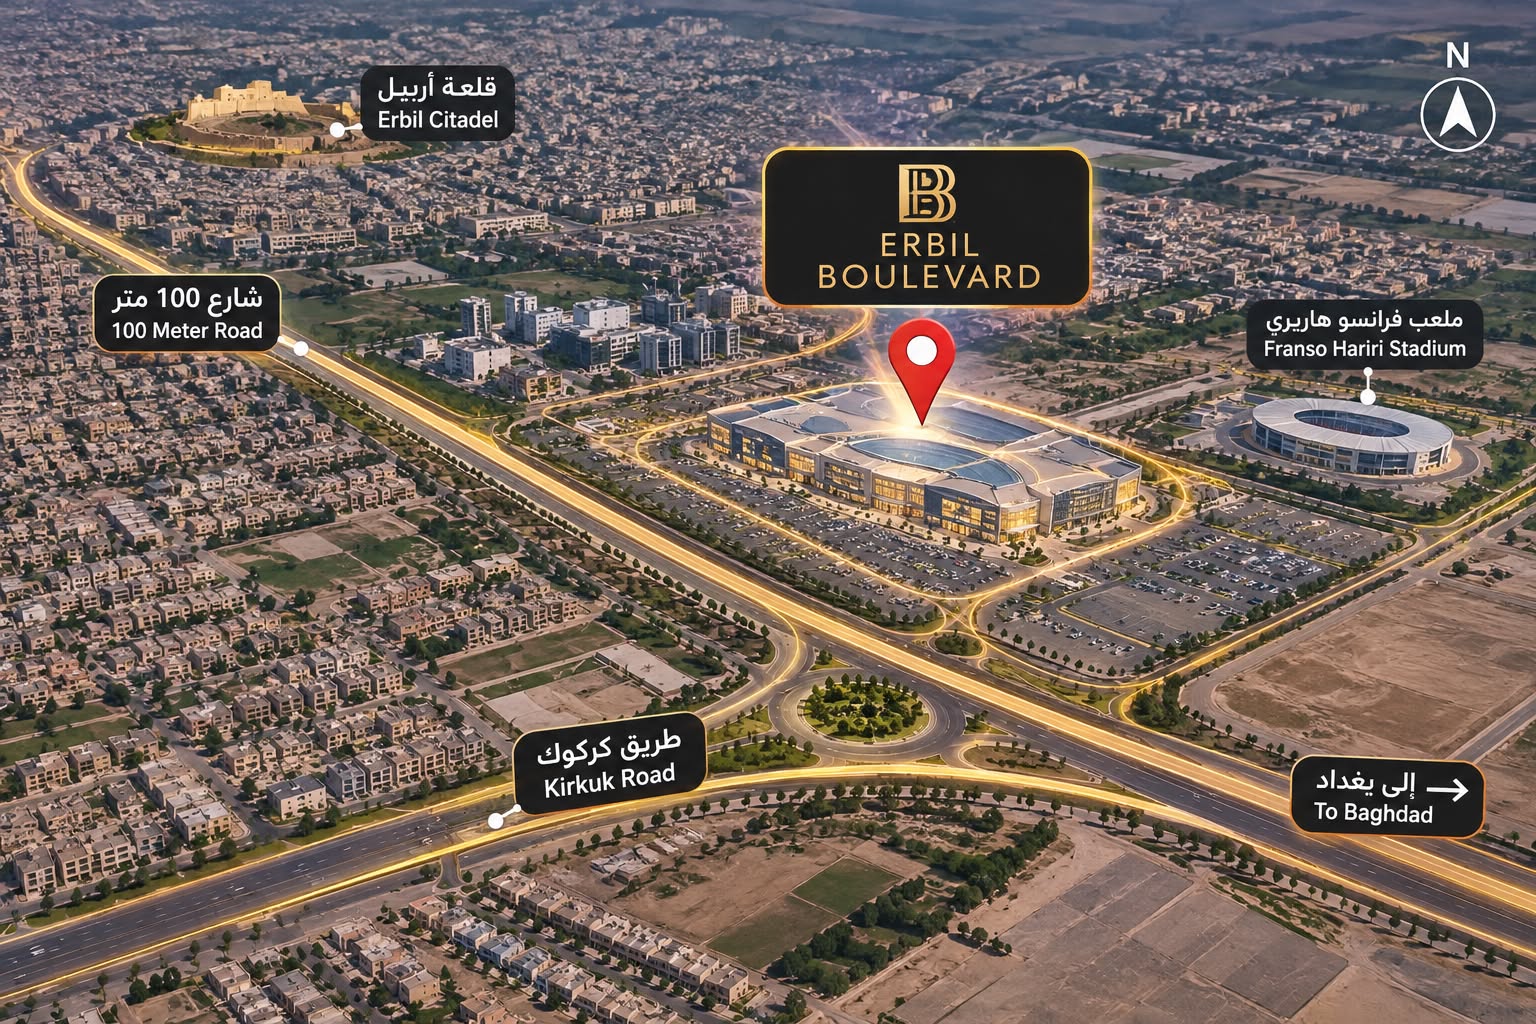 قلعة أربيل
Erbil Citadel
N
B
ERBIL
BOULEVARD
شارع 100 متر
100 Meter Road
ملعب فرانسو هاريري
Franso Hariri Stadium
طريق كركوك
Kirkuk Road
إلى يغداد
To Baghdad